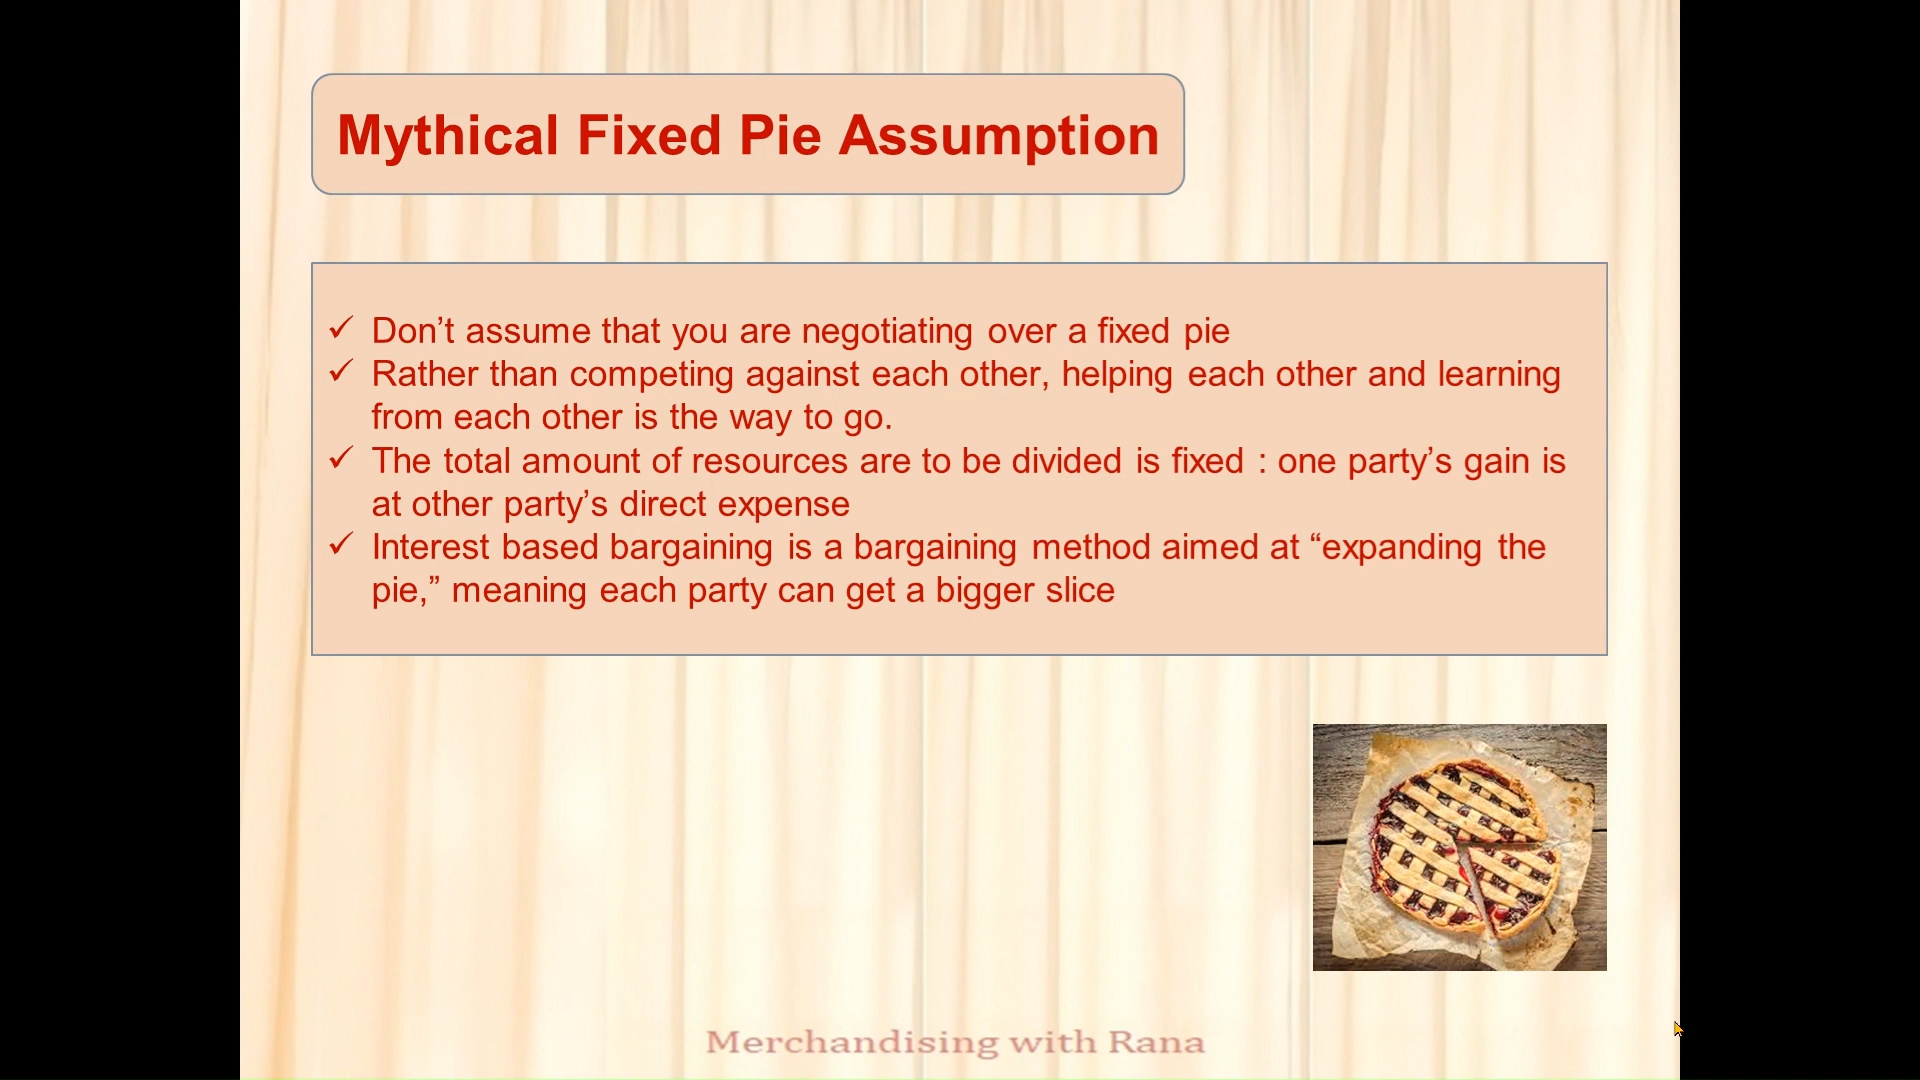 Mythical Fixed Pie Assumption
✓ Don’t assume that you are negotiating over a fixed pie
✓ Rather than competing against each other, helping each other and learning
from each other is the way to go.
✓ The total amount of resources are to be divided is fixed : one party’s gain is
at other party’s direct expense
✓ Interest based bargaining is a bargaining method aimed at “expanding the
pie,” meaning each party can get a bigger slice
Merchandising with Rana